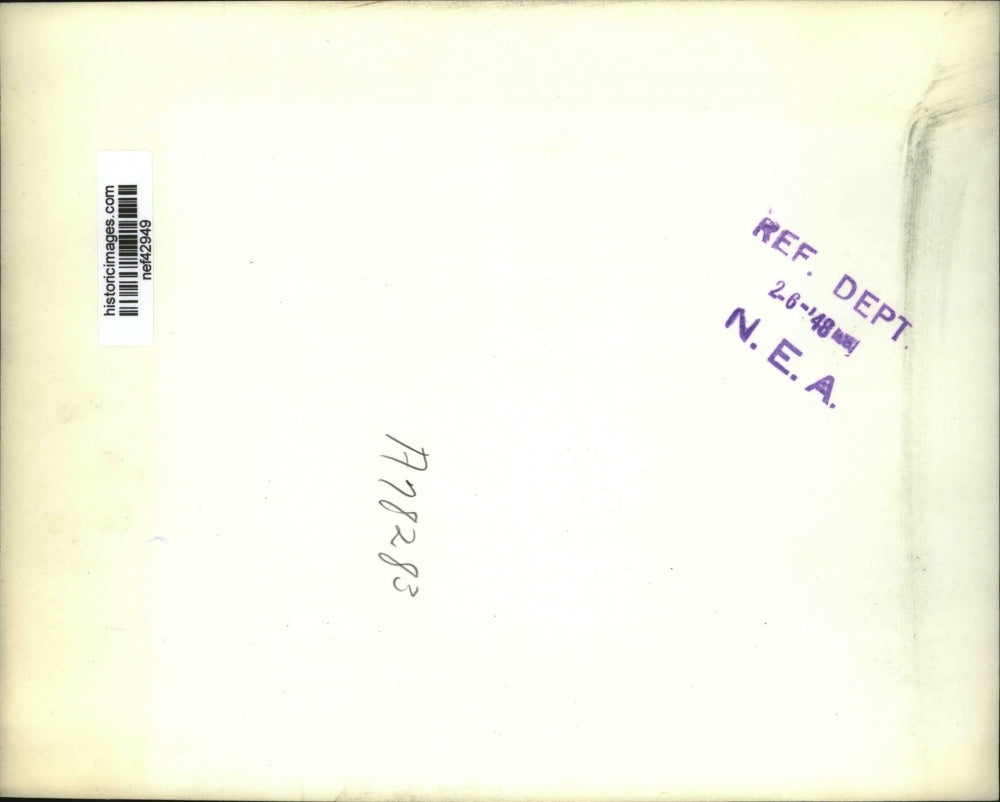 historicimages.com
nef42949
REF. DEPT.
2-6-'48
N. E. A.
A78283